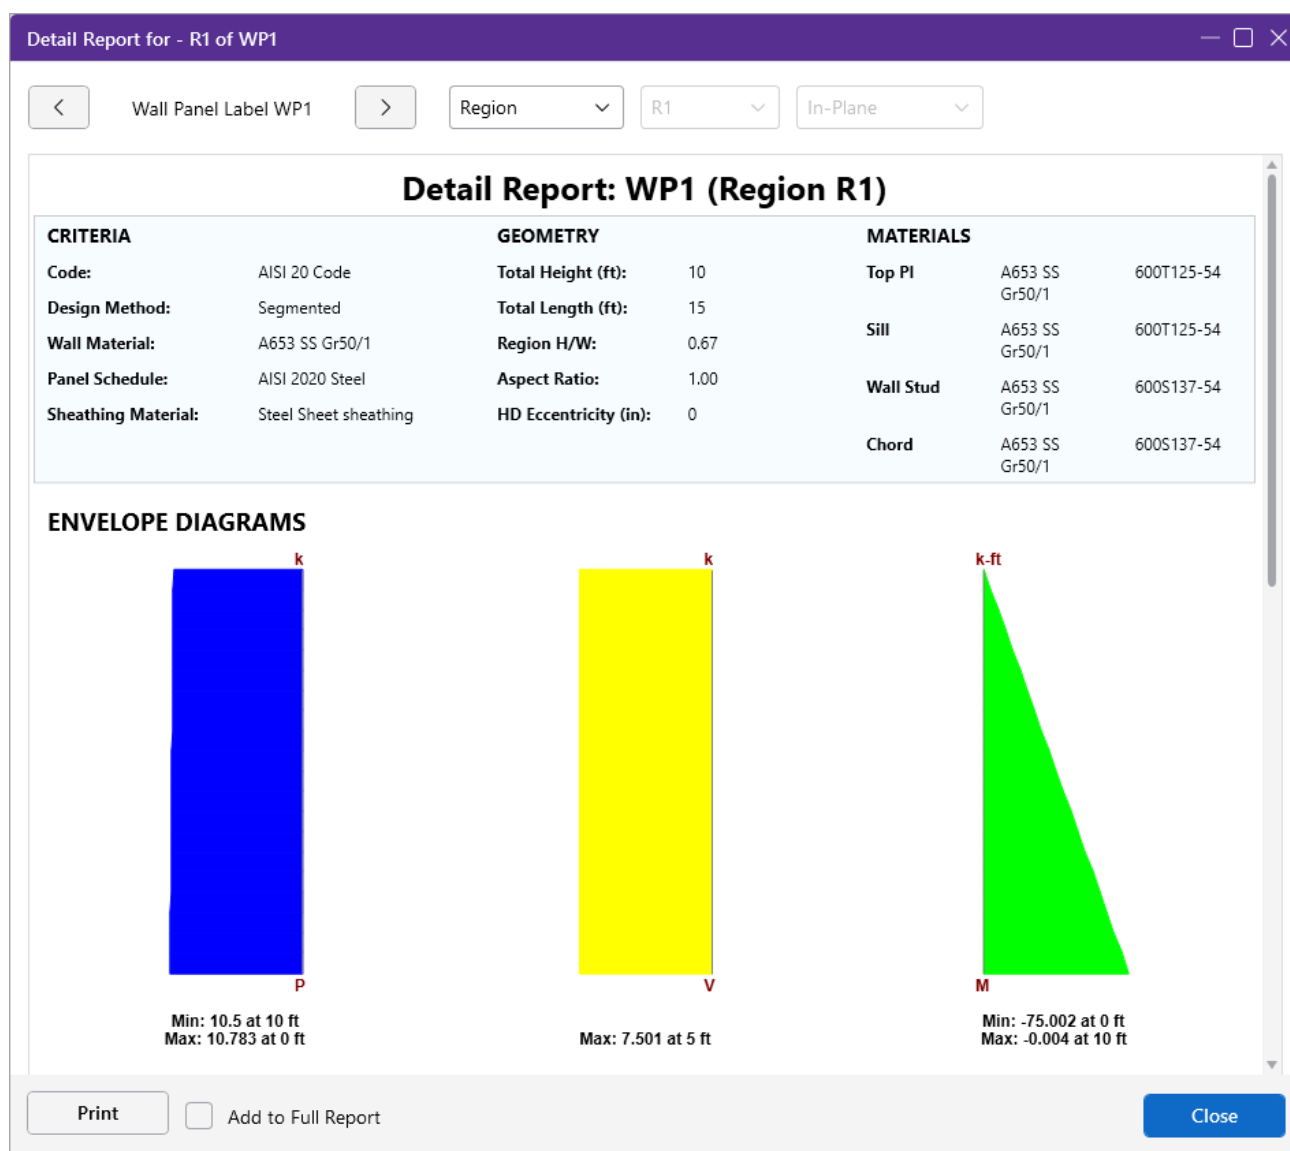 Detail Report for - R1 of WP1
Wall Panel Label WP1
Region
R1
In-Plane
Detail Report: WP1 (Region R1)
CRITERIA
Code: AISI 20 Code
Design Method: Segmented
Wall Material: A653 SS Gr50/1
Panel Schedule: AISI 2020 Steel
Sheathing Material: Steel Sheet sheathing
GEOMETRY
Total Height (ft): 10
Total Length (ft): 15
Region H/W: 0.67
Aspect Ratio: 1.00
HD Eccentricity (in): 0
MATERIALS
Top Pl A653 SS 600T125-54
Gr50/1
Sill A653 SS 600T125-54
Gr50/1
Wall Stud A653 SS 600S137-54
Gr50/1
Chord A653 SS 600S137-54
Gr50/1
ENVELOPE DIAGRAMS
k
P
Min: 10.5 at 10 ft
Max: 10.783 at 0 ft
k
V
Max: 7.501 at 5 ft
k-ft
M
Min: -75.002 at 0 ft
Max: -0.004 at 10 ft
Print
Add to Full Report
Close